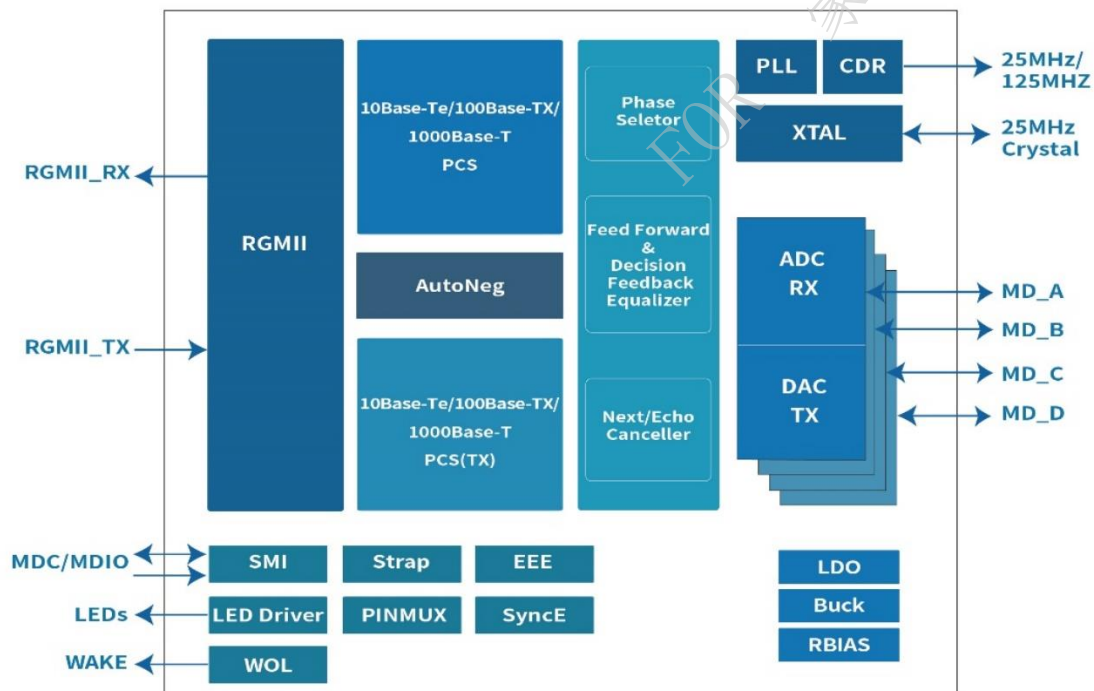 RGMII_RX
RGMII_TX
MDC/MDIO
LEDs
WAKE
RGMII
10Base-Te/100Base-TX/
1000Base-T
PCS
AutoNeg
10Base-Te/100Base-TX/
1000Base-T
PCS(TX)
Phase
Seletor
Feed Forward
&
Decision
Feedback
Equalizer
Next/Echo
Canceller
PLL
CDR
XTAL
25MHz/
125MHZ
25MHz
Crystal
ADC
RX
DAC
TX
MD_A
MD_B
MD_C
MD_D
SMI
Strap
EEE
LED Driver
PINMUX
SyncE
WOL
LDO
Buck
RBIAS
FOR